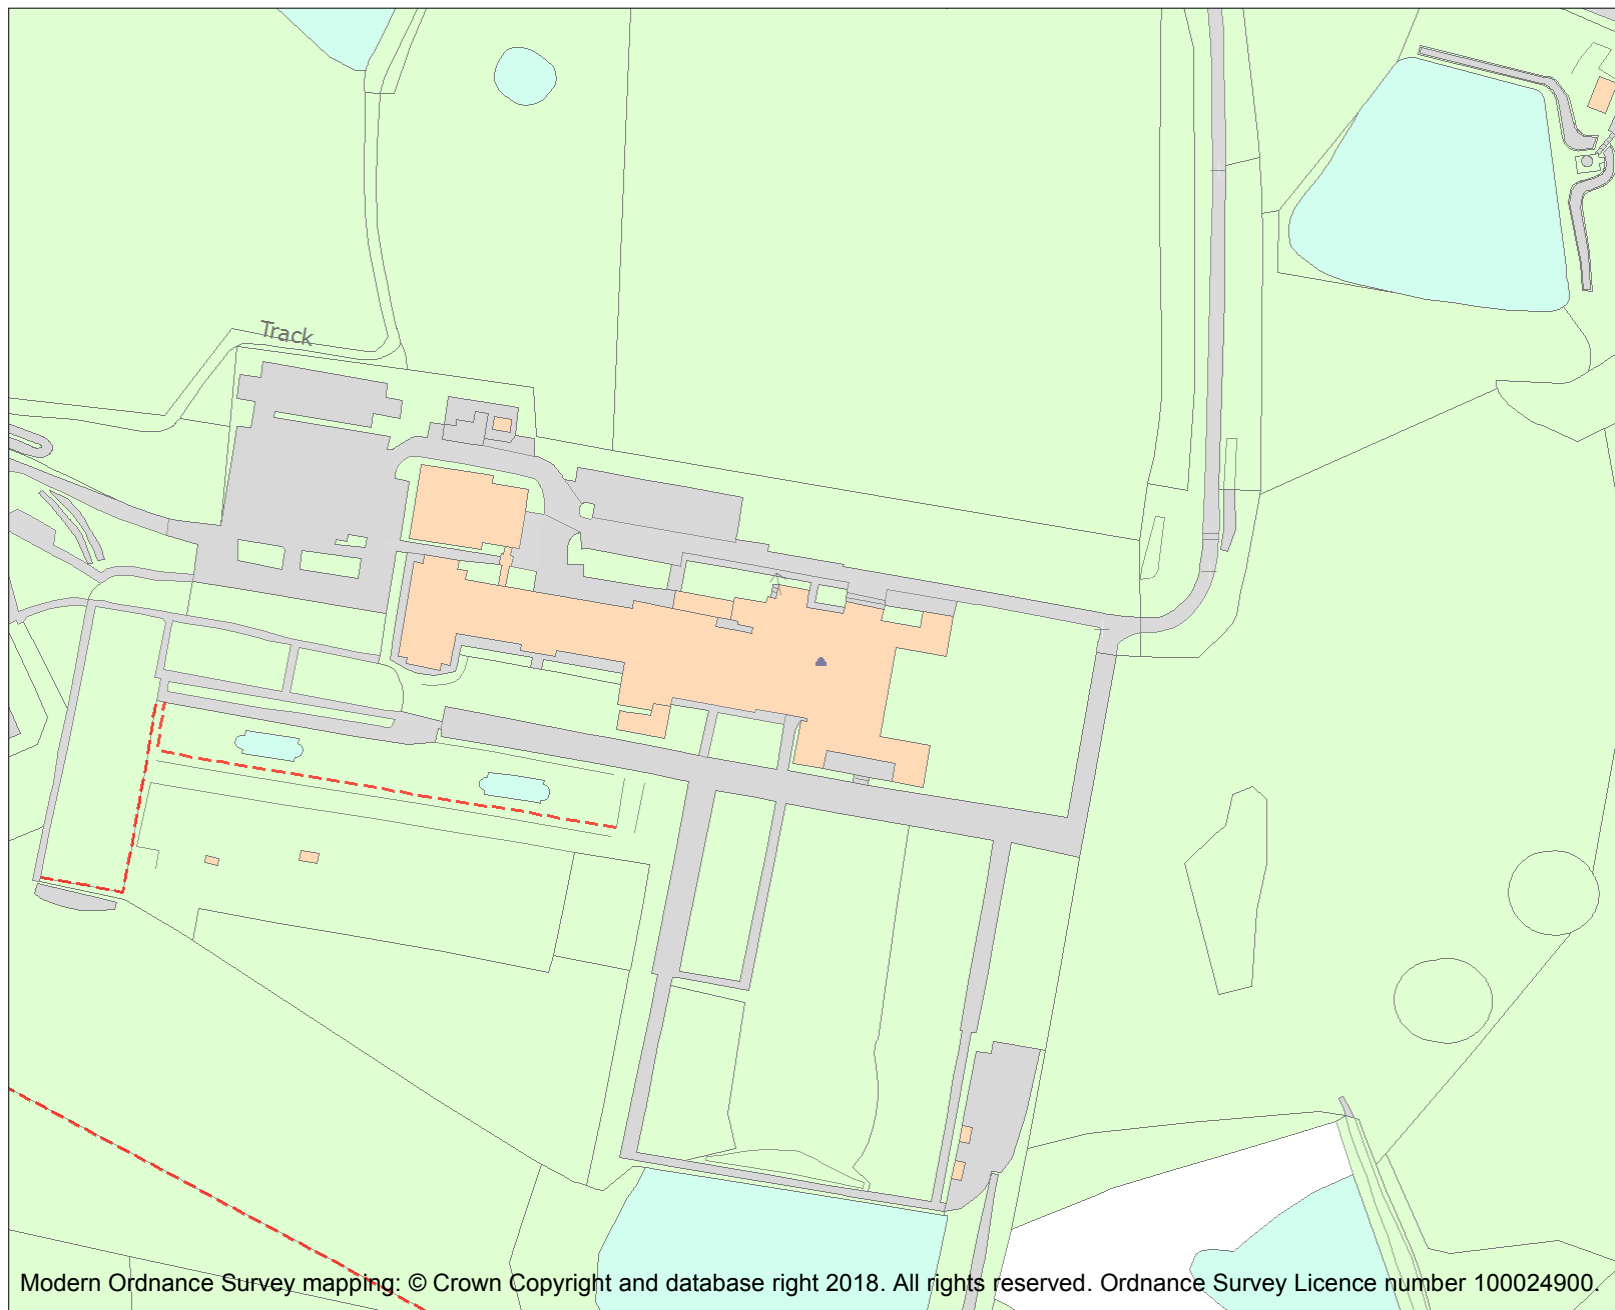 Track
Modern Ordnance Survey mapping: © Crown Copyright and database right 2018. All rights reserved. Ordnance Survey Licence number 100024900.